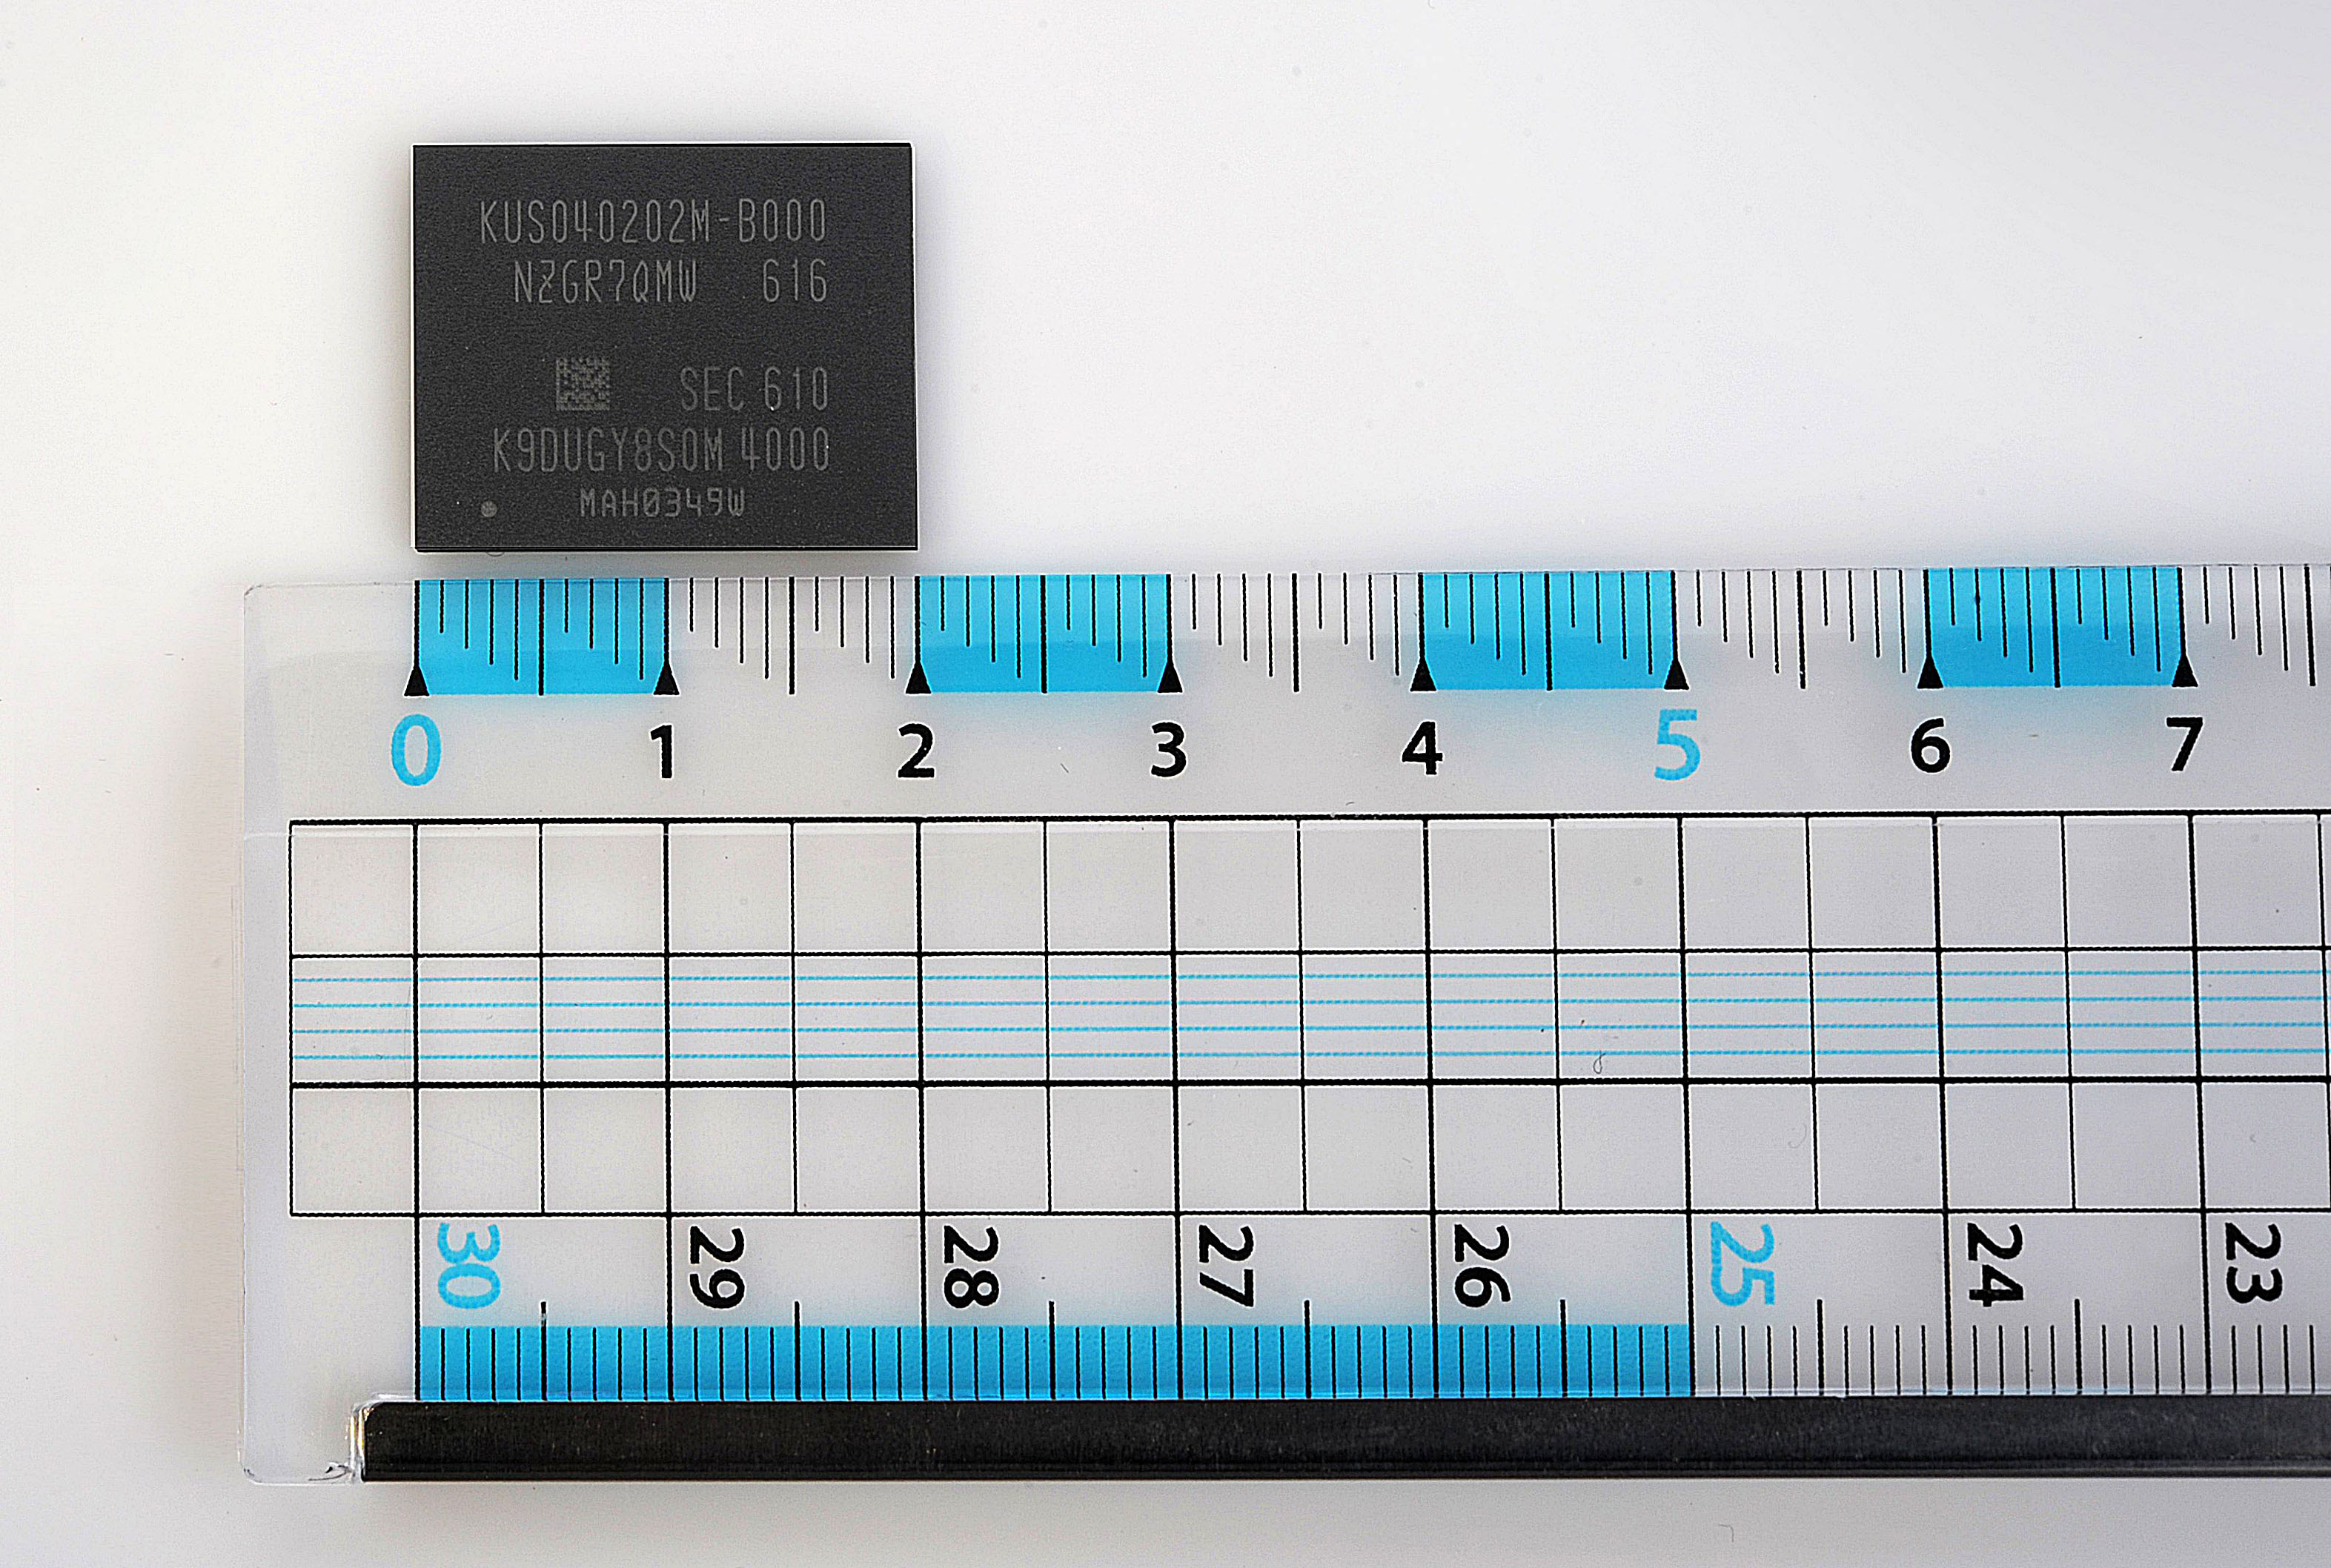 KUS040202M-B000
NZGR7QMW 616
SEC 610
K9DUGY8S0M 4000
MAH0349W
0 1 2 3 4 5 6 7
30 29 28 27 26 25 24 23